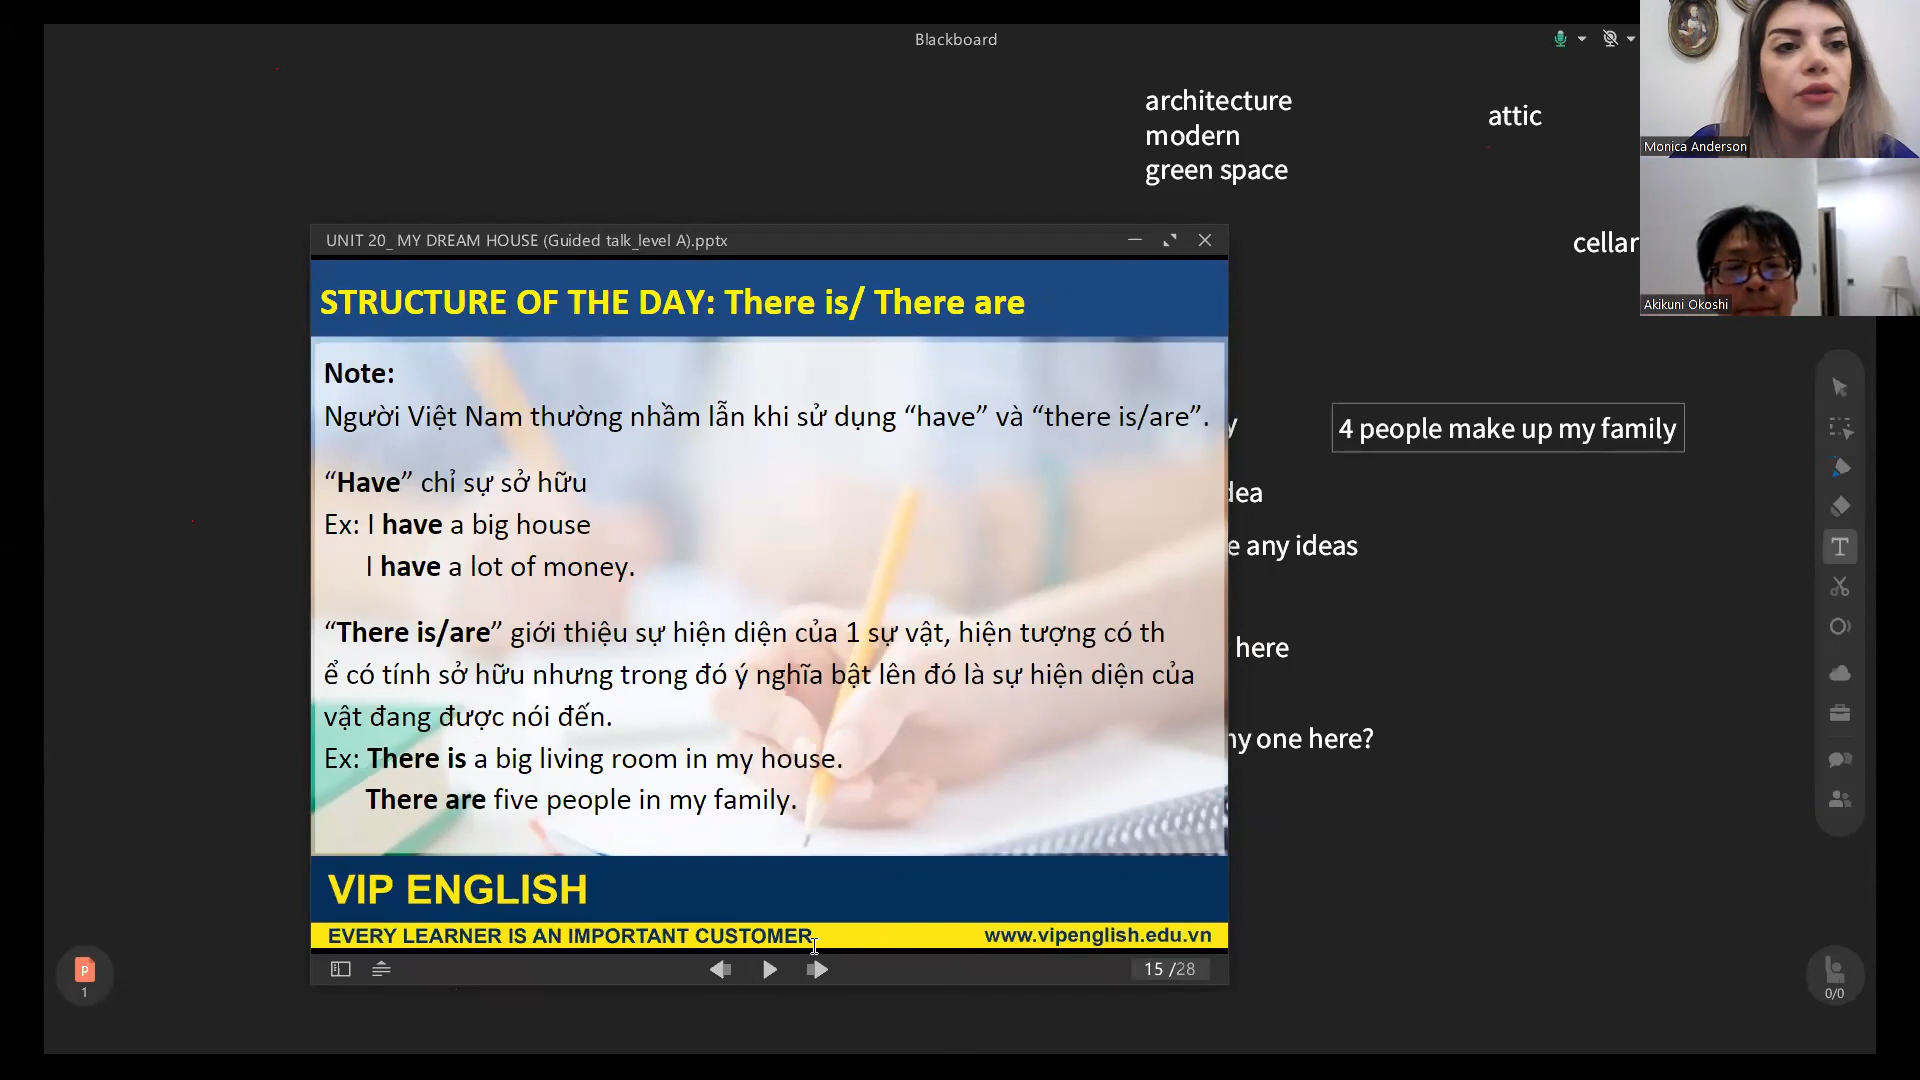 Blackboard
architecture
modern
green space
attic
cellar
Monica Anderson
Akikuni Okoshi
UNIT 20_ MY DREAM HOUSE (Guided talk_level A).pptx
STRUCTURE OF THE DAY: There is/ There are
Note:
Người Việt Nam thường nhầm lẫn khi sử dụng “have” và “there is/are”.
“Have” chỉ sự sở hữu
Ex: I have a big house
I have a lot of money.
“There is/are” giới thiệu sự hiện diện của 1 sự vật, hiện tượng có th
ể có tính sở hữu nhưng trong đó ý nghĩa bật lên đó là sự hiện diện của
vật đang được nói đến.
Ex: There is a big living room in my house.
There are five people in my family.
VIP ENGLISH
EVERY LEARNER IS AN IMPORTANT CUSTOMER
www.vipenglish.edu.vn
15 /28
4 people make up my family
any ideas
here
one here?
P
1
T
0/0